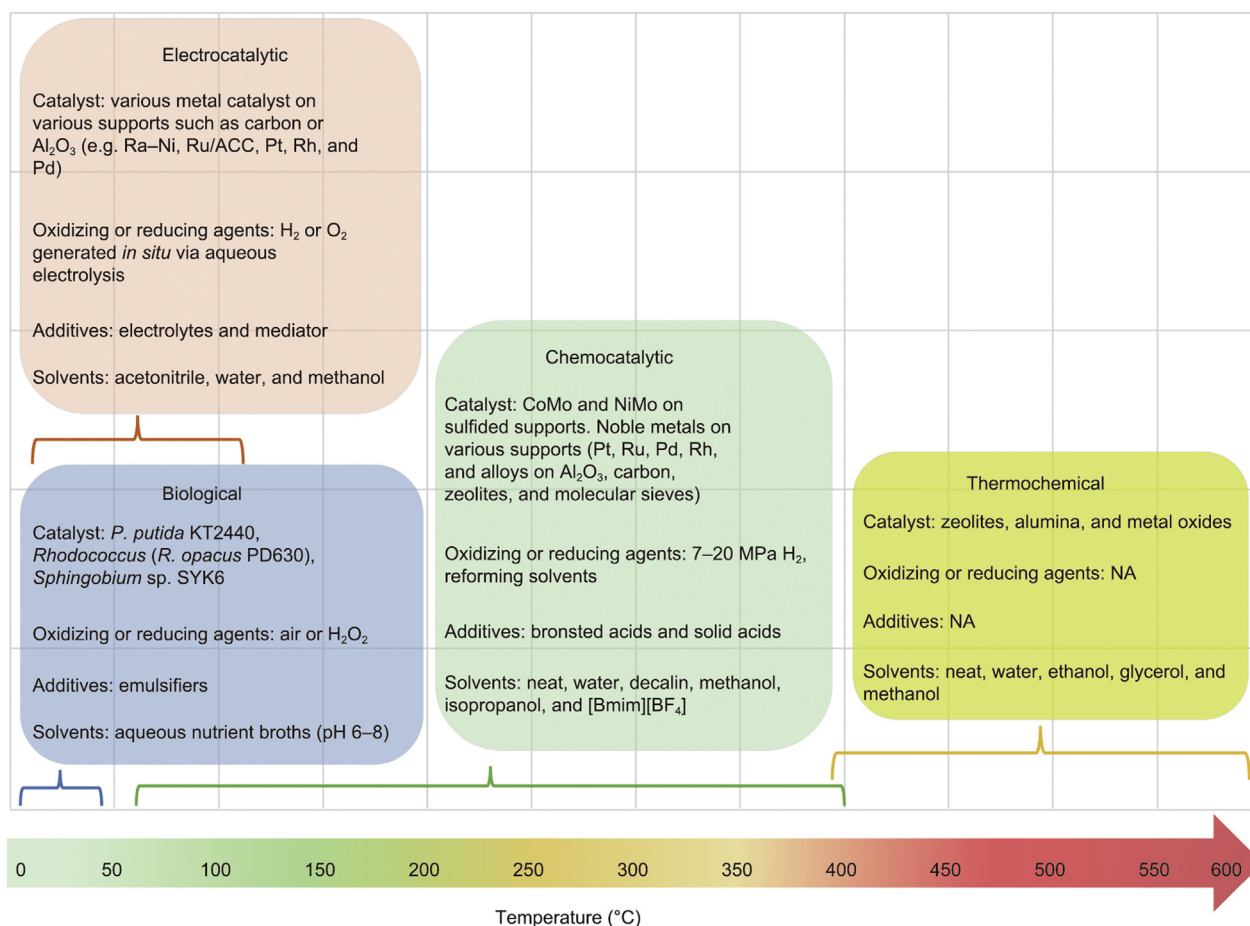 Electrocatalytic
Catalyst: various metal catalyst on
various supports such as carbon or
Al₂O₃ (e.g. Ra–Ni, Ru/ACC, Pt, Rh, and
Pd)
Oxidizing or reducing agents: H₂ or O₂
generated in situ via aqueous
electrolysis
Additives: electrolytes and mediator
Solvents: acetonitrile, water, and methanol
Biological
Catalyst: P. putida KT2440,
Rhodococcus (R. opacus PD630),
Sphingobium sp. SYK6
Oxidizing or reducing agents: air or H₂O₂
Additives: emulsifiers
Solvents: aqueous nutrient broths (pH 6–8)
Chemocatalytic
Catalyst: CoMo and NiMo on
sulfided supports. Noble metals on
various supports (Pt, Ru, Pd, Rh,
and alloys on Al₂O₃, carbon,
zeolites, and molecular sieves)
Oxidizing or reducing agents: 7–20 MPa H₂,
reforming solvents
Additives: bronsted acids and solid acids
Solvents: neat, water, decalin, methanol,
isopropanol, and [Bmim][BF₄]
Thermochemical
Catalyst: zeolites, alumina, and metal oxides
Oxidizing or reducing agents: NA
Additives: NA
Solvents: neat, water, ethanol, glycerol, and
methanol
0 50 100 150 200 250 300 350 400 450 500 550 600
Temperature (°C)